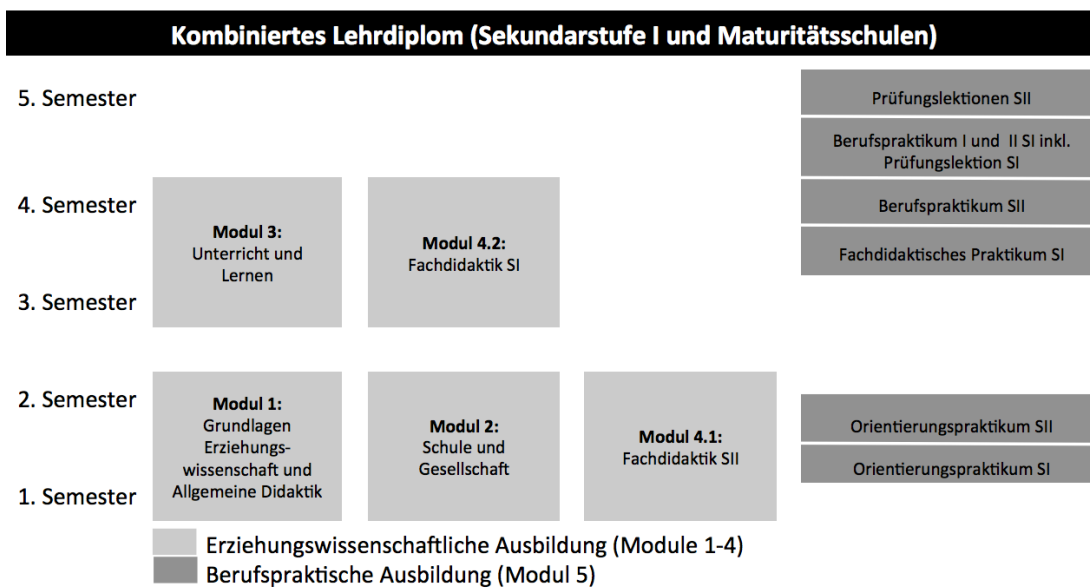 Kombiniertes Lehrdiplom (Sekundarstufe I und Maturitätsschulen)
5. Semester
Prüfungslektionen SII
Berufspraktikum I und II SI inkl.
Prüfungslektion SI
4. Semester
Modul 3:
Unterricht und
Lernen
Modul 4.2:
Fachdidaktik SI
Berufspraktikum SII
Fachdidaktisches Praktikum SI
3. Semester
2. Semester
Modul 1:
Grundlagen
Erziehungs-
wissenschaft und
Allgemeine Didaktik
Modul 2:
Schule und
Gesellschaft
Modul 4.1:
Fachdidaktik SII
Orientierungspraktikum SII
Orientierungspraktikum SI
1. Semester
Erziehungswissenschaftliche Ausbildung (Module 1-4)
Berufspraktische Ausbildung (Modul 5)